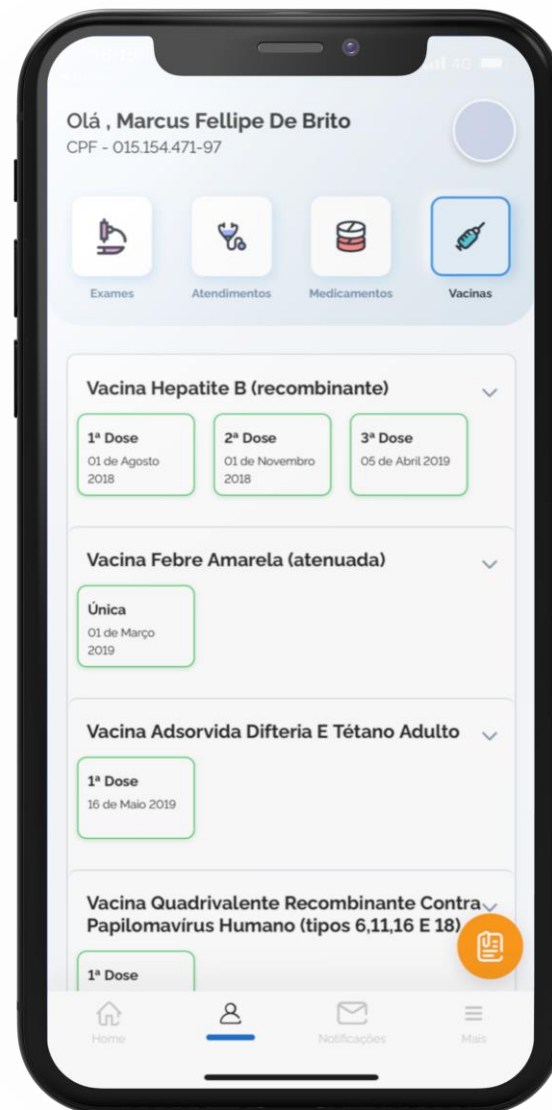 4G
Olá , Marcus Fellipe De Brito
CPF - 015.154.471-97
Exames
Atendimentos
Medicamentos
Vacinas
Vacina Hepatite B (recombinante)
1ª Dose
01 de Agosto
2018
2ª Dose
01 de Novembro
2018
3ª Dose
05 de Abril 2019
Vacina Febre Amarela (atenuada)
Única
01 de Março
2019
Vacina Adsorvida Difteria E Tétano Adulto
1ª Dose
16 de Maio 2019
Vacina Quadrivalente Recombinante Contra
Papilomavírus Humano (tipos 6,11,16 E 18)
1ª Dose
Home
Notificações
Mais